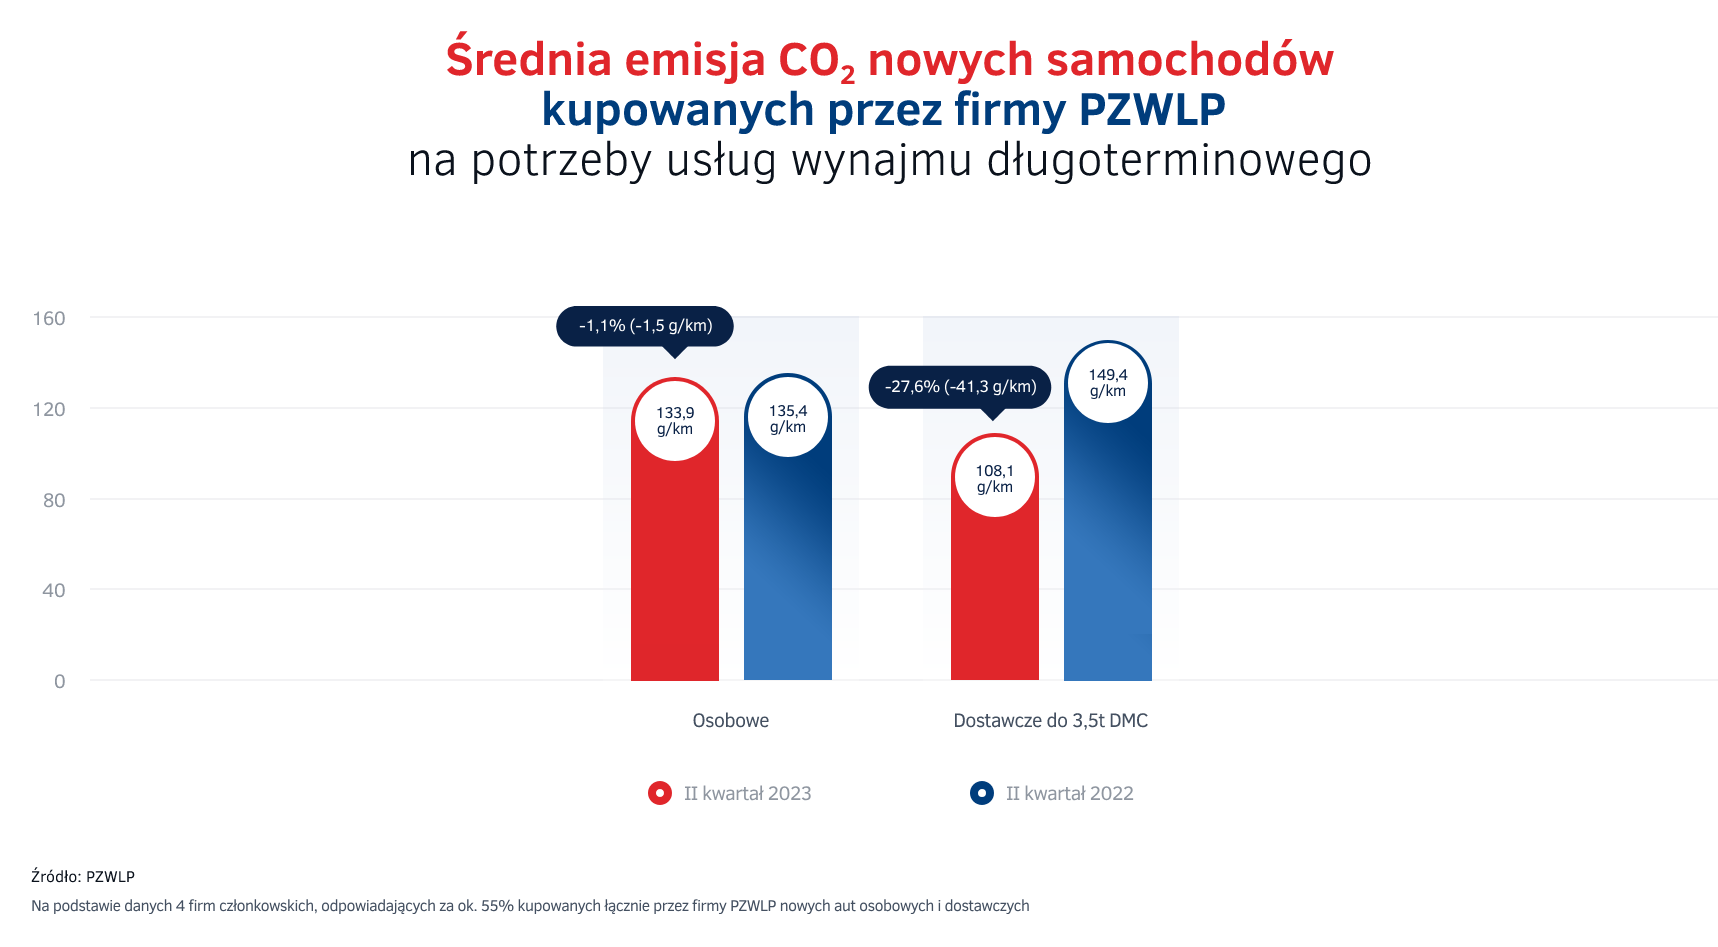 Średnia emisja CO₂ nowych samochodów
kupowanych przez firmy PZWLP
na potrzeby usług wynajmu długoterminowego
160
120
80
40
0
-1,1% (-1,5 g/km)
133,9
g/km
135,4
g/km
-27,6% (-41,3 g/km)
108,1
g/km
149,4
g/km
Osobowe
Dostawcze do 3,5t DMC
II kwartał 2023
II kwartał 2022
Źródło: PZWLP
Na podstawie danych 4 firm członkowskich, odpowiadających za ok. 55% kupowanych łącznie przez firmy PZWLP nowych aut osobowych i dostawczych